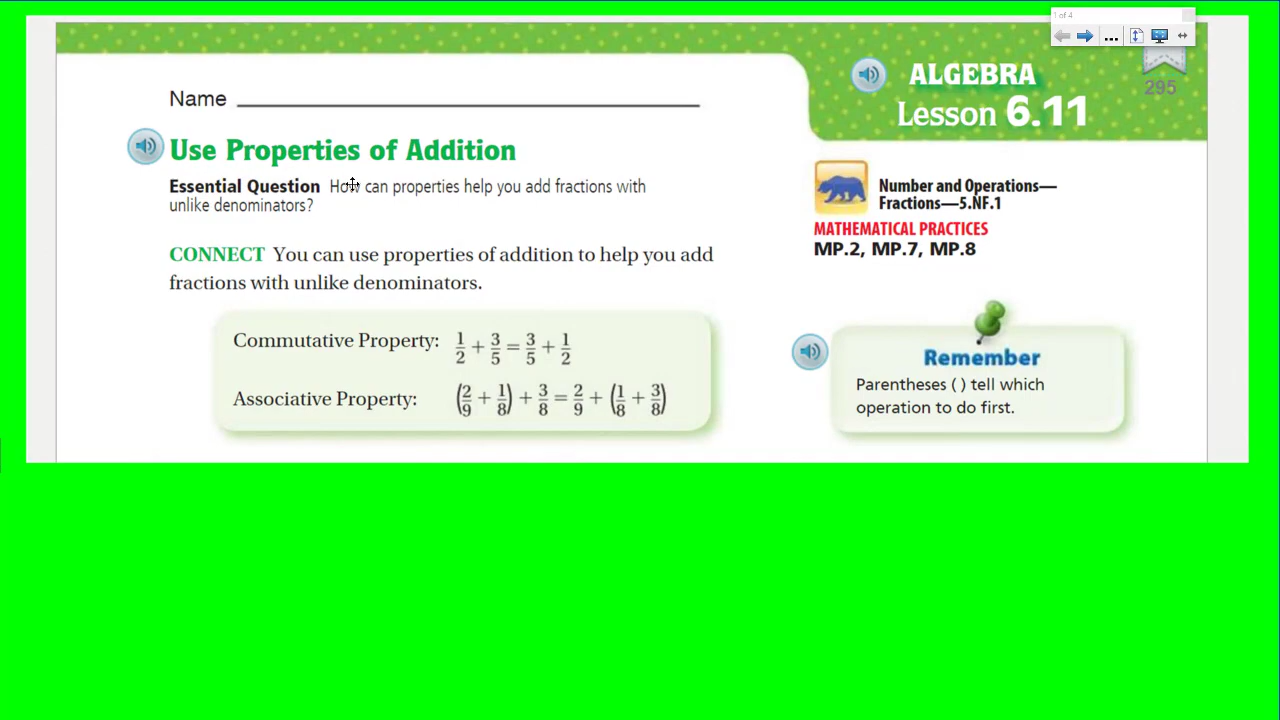 1 of 4
295
ALGEBRA
Lesson 6.11
Name
Use Properties of Addition
Essential Question How can properties help you add fractions with
unlike denominators?
Number and Operations—
Fractions—5.NF.1
MATHEMATICAL PRACTICES
MP.2, MP.7, MP.8
CONNECT You can use properties of addition to help you add
fractions with unlike denominators.
Commutative Property: 1/2 + 3/5 = 3/5 + 1/2
Associative Property: (2/9 + 1/8) + 3/8 = 2/9 + (1/8 + 3/8)
Remember
Parentheses ( ) tell which
operation to do first.